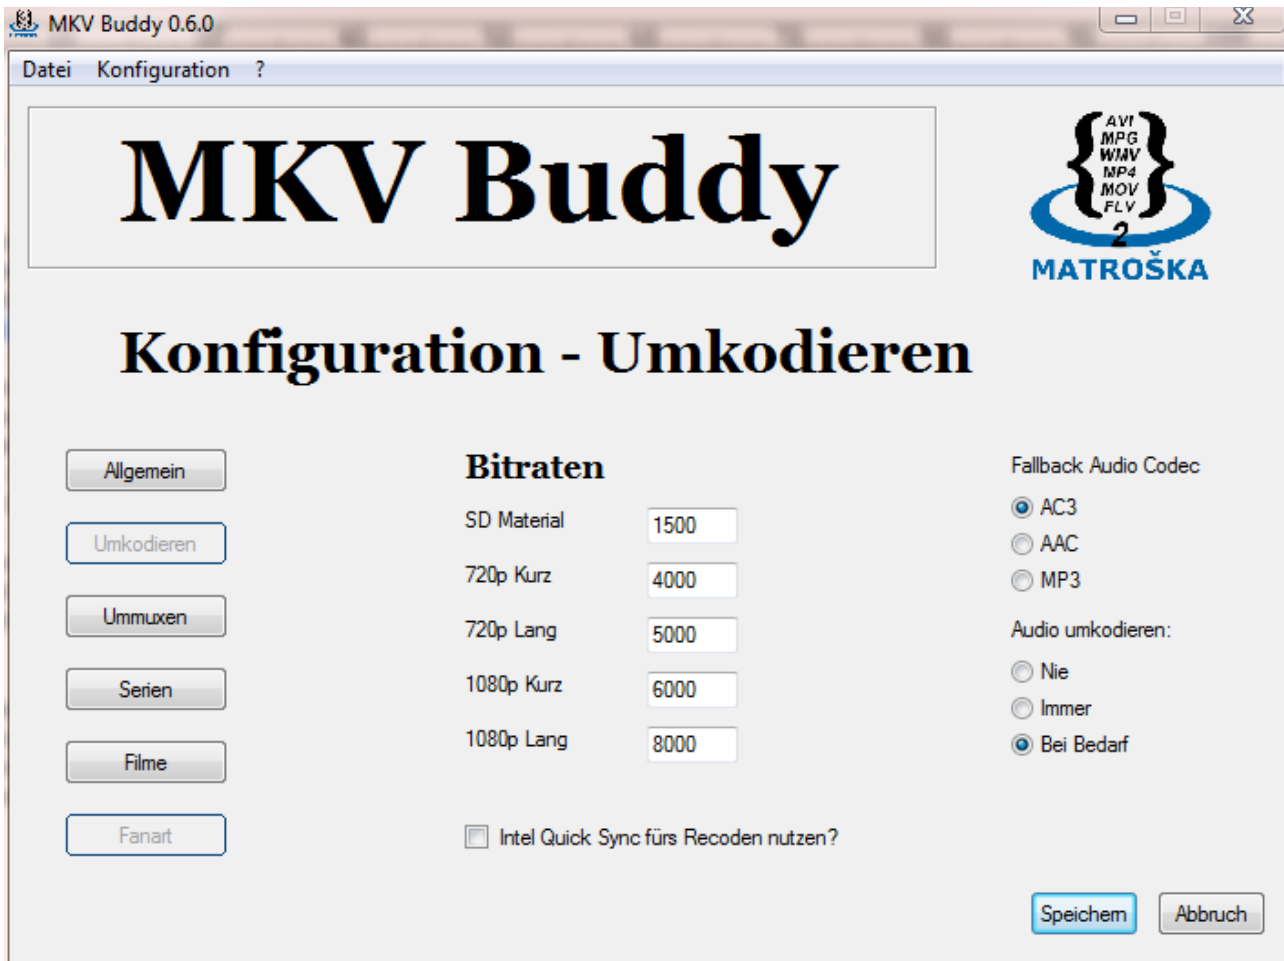 MKV Buddy 0.6.0
Datei Konfiguration ?
MKV Buddy
AVI
MPG
WMV
MP4
MOV
FLV
2
MATROŠKA
Konfiguration - Umkodieren
Allgemein
Umkodieren
Ummuxen
Serien
Filme
Fanart
Bitraten
SD Material 1500
720p Kurz 4000
720p Lang 5000
1080p Kurz 6000
1080p Lang 8000
Intel Quick Sync fürs Recoden nutzen?
Fallback Audio Codec
AC3
AAC
MP3
Audio umkodieren:
Nie
Immer
Bei Bedarf
Speichern Abbruch